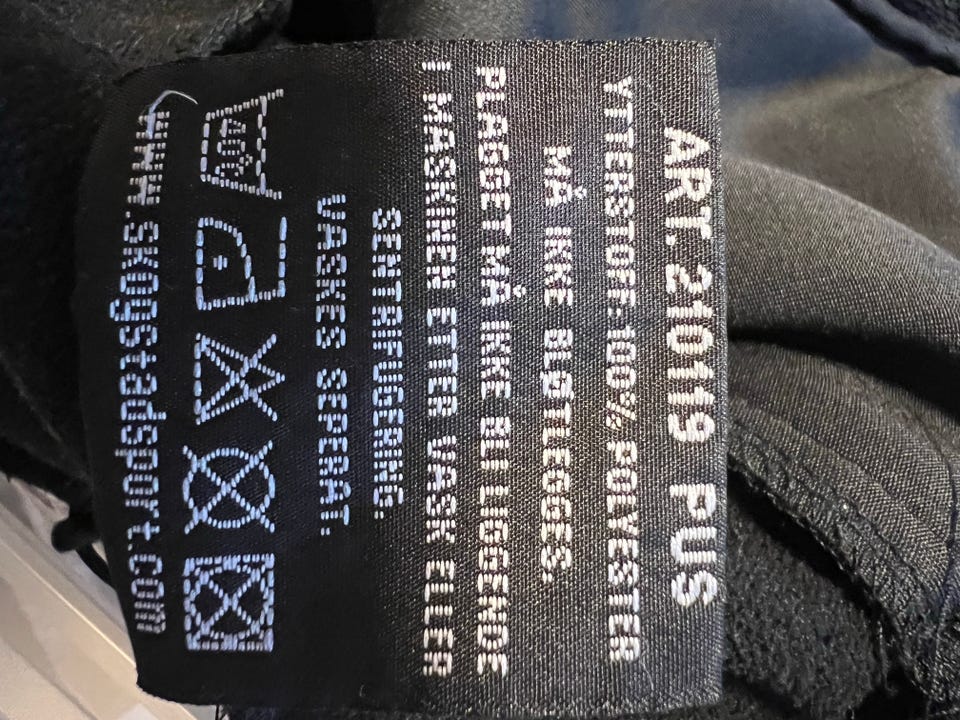 ART. 210119 PUS
YTTERSTOFF: 100% POLYESTER
MÅ IKKE BLØTLEGGES,
PLAGGET MÅ IKKE BLI LIGGENDE
I MASKINEN ETTER VASK ELLER
SENTRIFUGERING.
VASKES SEPERAT.
40°
www.skogstadsport.com